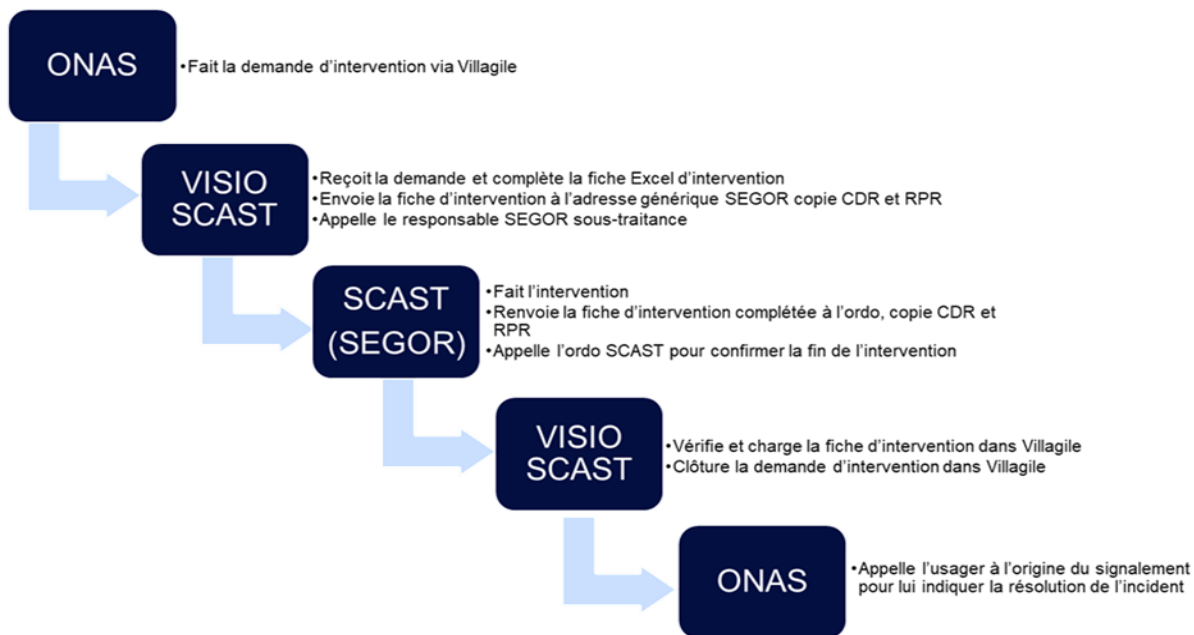 ONAS
•Fait la demande d’intervention via Villagile
VISIO
SCAST
•Reçoit la demande et complète la fiche Excel d’intervention
•Envoie la fiche d’intervention à l’adresse générique SEGOR copie CDR et RPR
•Appelle le responsable SEGOR sous-traitance
SCAST
(SEGOR)
•Fait l’intervention
•Renvoie la fiche d’intervention complétée à l’ordo, copie CDR et
RPR
•Appelle l’ordo SCAST pour confirmer la fin de l’intervention
VISIO
SCAST
•Vérifie et charge la fiche d’intervention dans Villagile
•Clôture la demande d’intervention dans Villagile
ONAS
•Appelle l’usager à l’origine du signalement
pour lui indiquer la résolution de l’incident